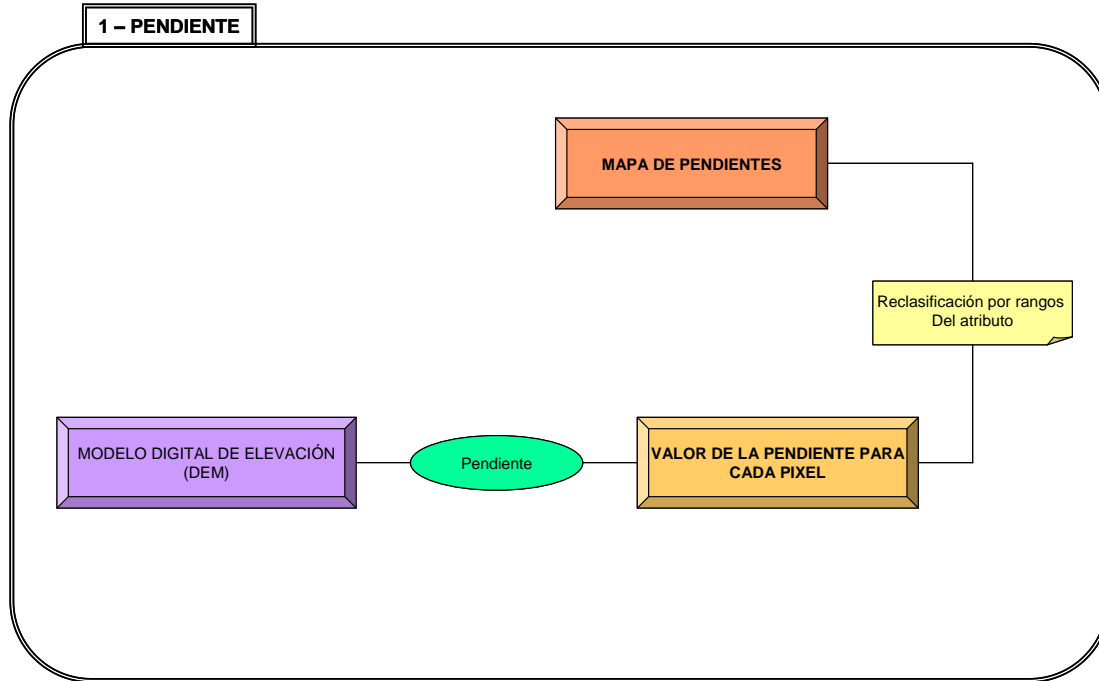 1 – PENDIENTE
MAPA DE PENDIENTES
Reclasificación por rangos
Del atributo
MODELO DIGITAL DE ELEVACIÓN
(DEM)
Pendiente
VALOR DE LA PENDIENTE PARA
CADA PIXEL